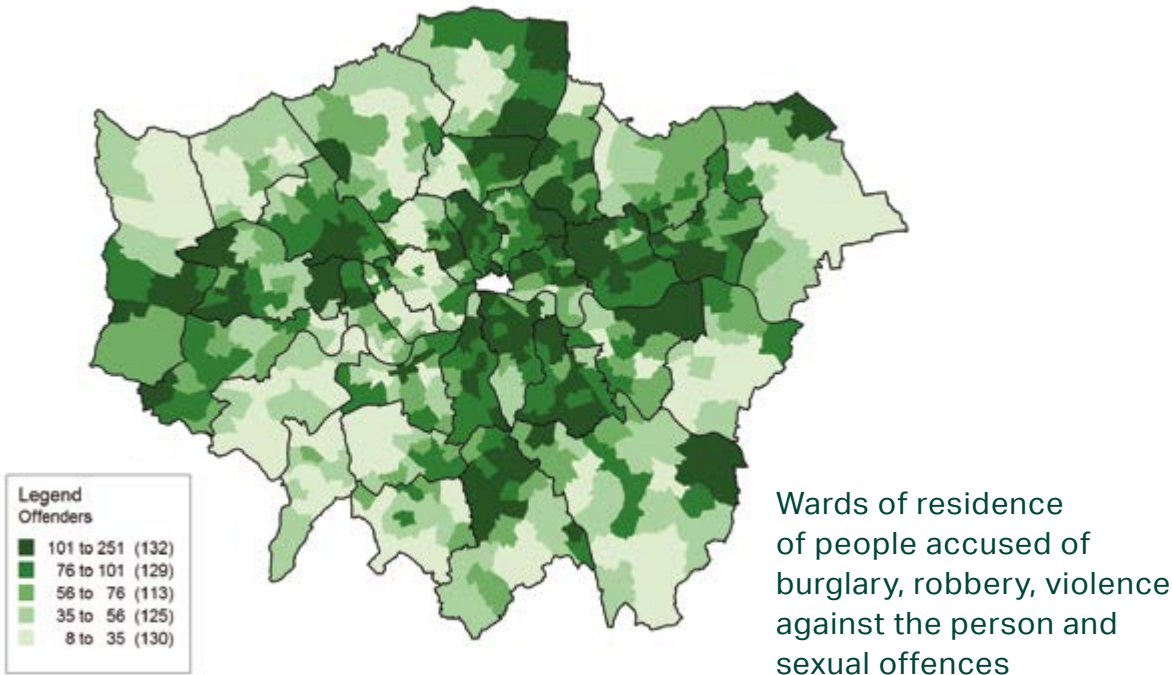 Legend
Offenders
101 to 251 (132)
76 to 101 (129)
56 to 76 (113)
35 to 56 (125)
8 to 35 (130)
Wards of residence
of people accused of
burglary, robbery, violence
against the person and
sexual offences